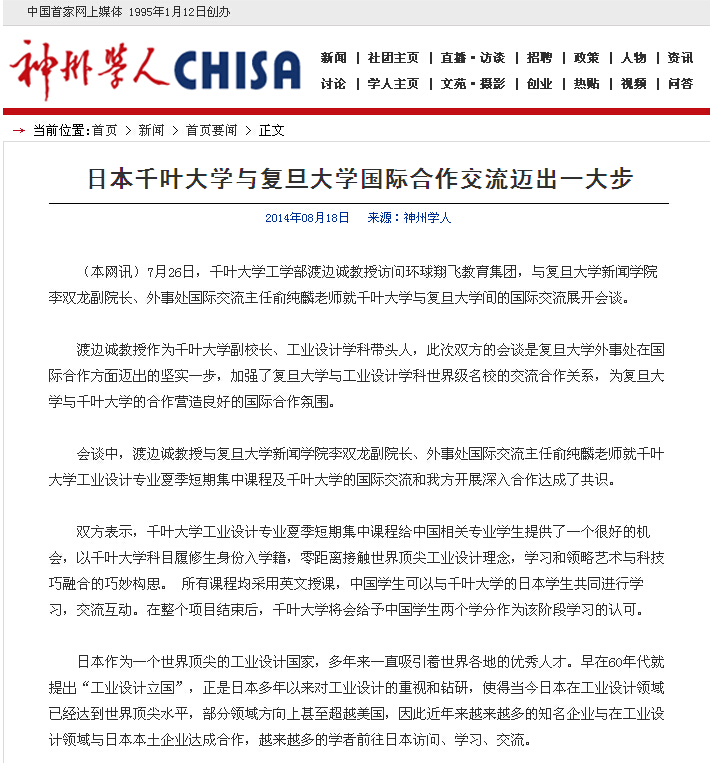 中国首家网上媒体 1995年1月12日创办
神州学人CHISA
新闻 | 社团主页 | 直播·访谈 | 招聘 | 政策 | 人物 | 资讯
讨论 | 学人主页 | 文苑·摄影 | 创业 | 热贴 | 视频 | 问答
→ 当前位置:首页 > 新闻 > 首页要闻 > 正文
日本千叶大学与复旦大学国际合作交流迈出一大步
2014年08月18日 来源：神州学人
（本网讯）7月26日，千叶大学工学部渡边诚教授访问环球翔飞教育集团，与复旦大学新闻学院
李双龙副院长、外事处国际交流主任俞纯麟老师就千叶大学与复旦大学间的国际交流展开会谈。
渡边诚教授作为千叶大学副校长、工业设计学科带头人，此次双方的会谈是复旦大学外事处在国
际合作方面迈出的坚实一步，加强了复旦大学与工业设计学科世界级名校的交流合作关系，为复旦大
学与千叶大学的合作营造良好的国际合作氛围。
会谈中，渡边诚教授与复旦大学新闻学院李双龙副院长、外事处国际交流主任俞纯麟老师就千叶
大学工业设计专业夏季短期集中课程及千叶大学的国际交流和我方开展深入合作达成了共识。
双方表示，千叶大学工业设计专业夏季短期集中课程给中国相关专业学生提供了一个很好的机
会，以千叶大学科目履修生身份入学籍，零距离接触世界顶尖工业设计理念，学习和领略艺术与科技
巧融合的巧妙构思。 所有课程均采用英文授课，中国学生可以与千叶大学的日本学生共同进行学
习，交流互动。在整个项目结束后，千叶大学将会给予中国学生两个学分作为该阶段学习的认可。
日本作为一个世界顶尖的工业设计国家，多年来一直吸引着世界各地的优秀人才。早在60年代就
提出“工业设计立国”，正是日本多年以来对工业设计的重视和钻研，使得当今日本在工业设计领域
已经达到世界顶尖水平，部分领域方向上甚至超越美国，因此近年来越来越多的知名企业与在工业设
计领域与日本本土企业达成合作，越来越多的学者前往日本访问、学习、交流。